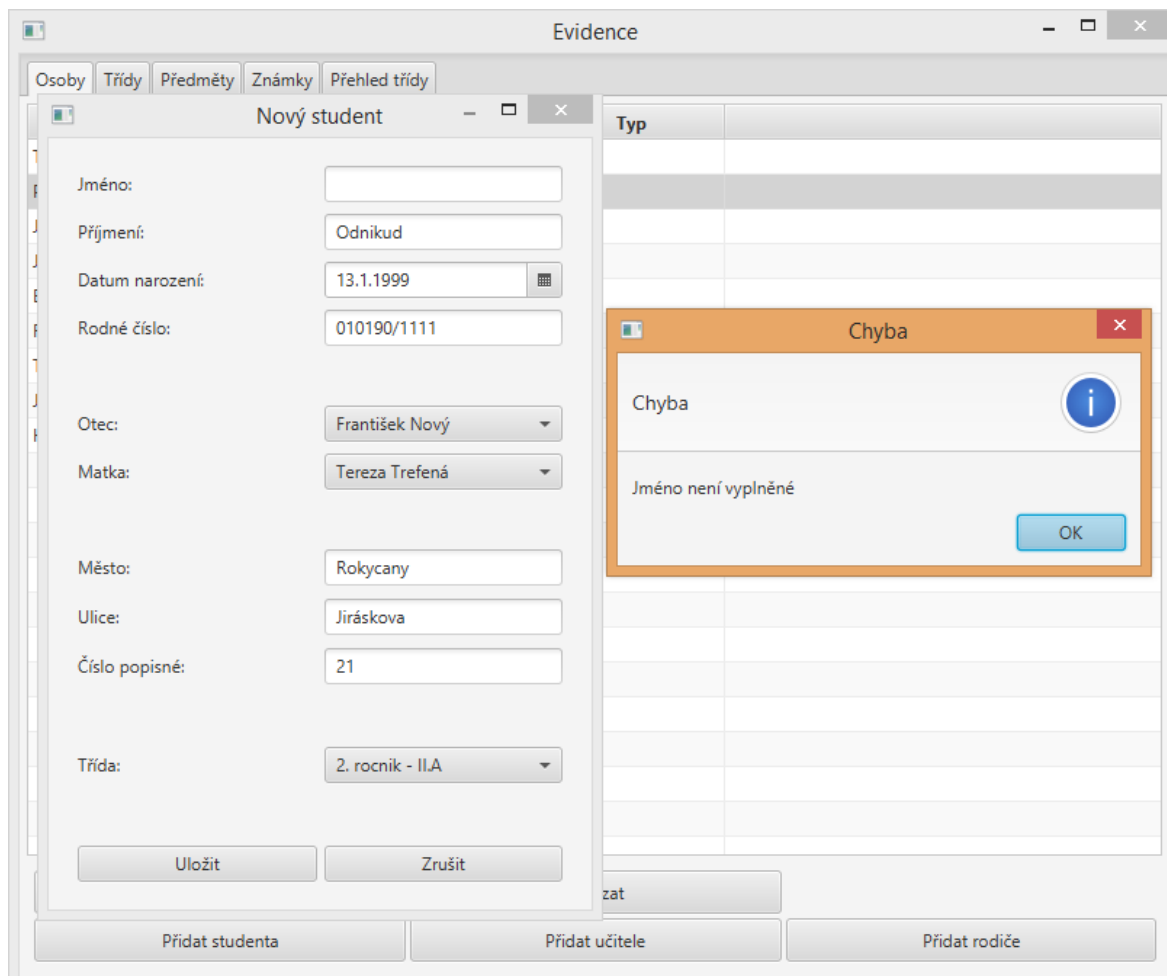 Evidence
Osoby Třídy Předměty Známky Přehled třídy
Nový student
Typ
Jméno:
Příjmení: Odnikud
Datum narození: 13.1.1999
Rodné číslo: 010190/1111
Otec: František Nový
Matka: Tereza Trefená
Město: Rokycany
Ulice: Jiráskova
Číslo popisné: 21
Třída: 2. rocnik - II.A
Uložit Zrušit
Chyba
Chyba
Jméno není vyplněné
OK
zat
Přidat studenta Přidat učitele Přidat rodiče